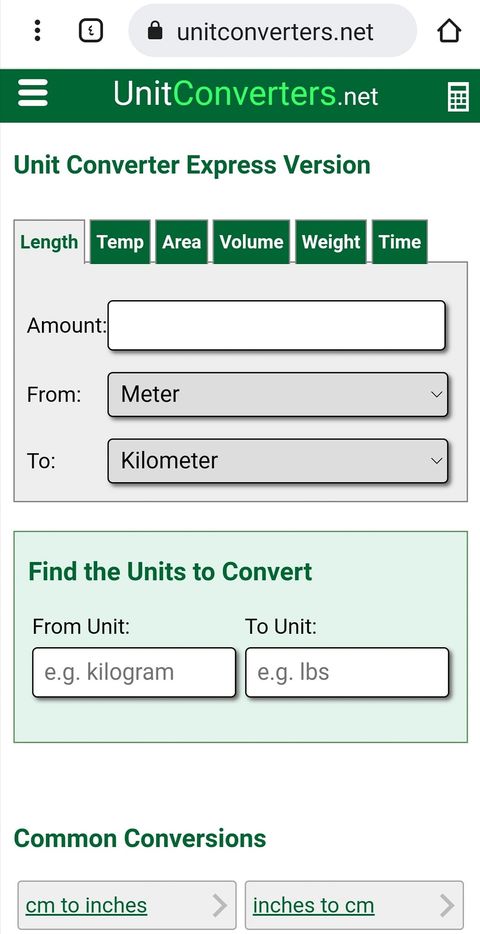 ٤ unitconverters.net
UnitConverters.net
Unit Converter Express Version
Length Temp Area Volume Weight Time
Amount:
From: Meter
To: Kilometer
Find the Units to Convert
From Unit: To Unit:
e.g. kilogram e.g. lbs
Common Conversions
cm to inches inches to cm